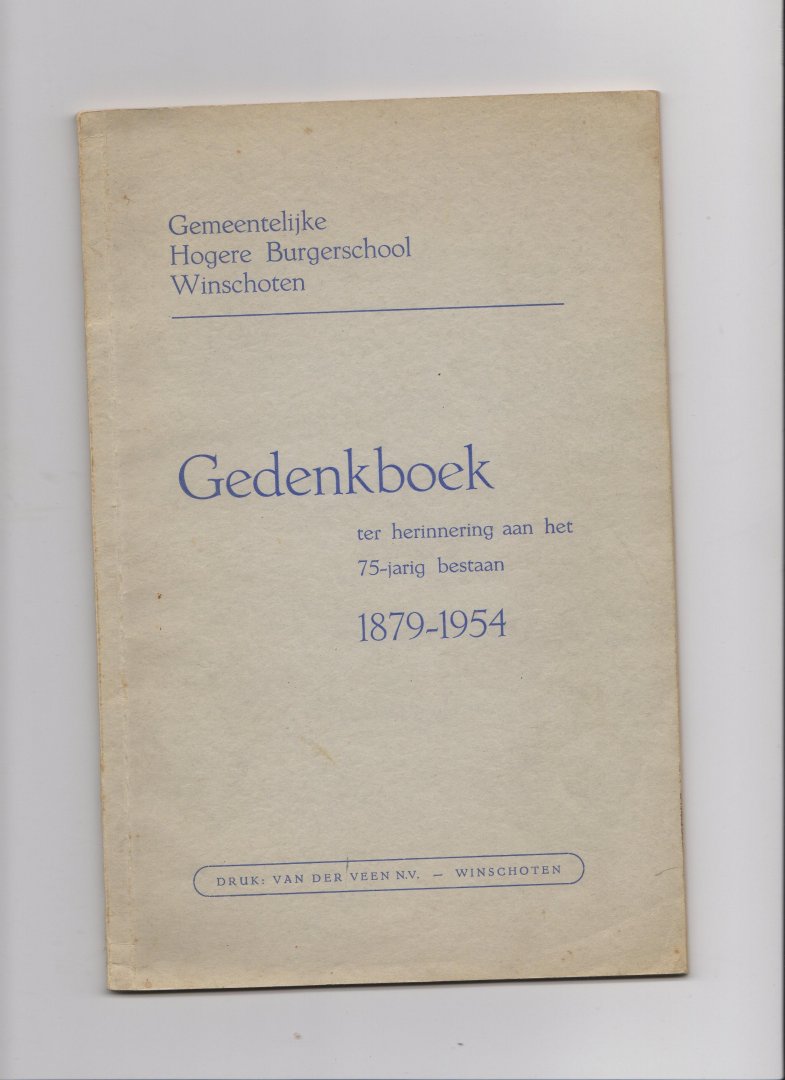 Gemeentelijke
Hogere Burgerschool
Winschoten
Gedenkboek
ter herinnering aan het
75-jarig bestaan
1879-1954
DRUK: VAN DER VEEN N.V. — WINSCHOTEN